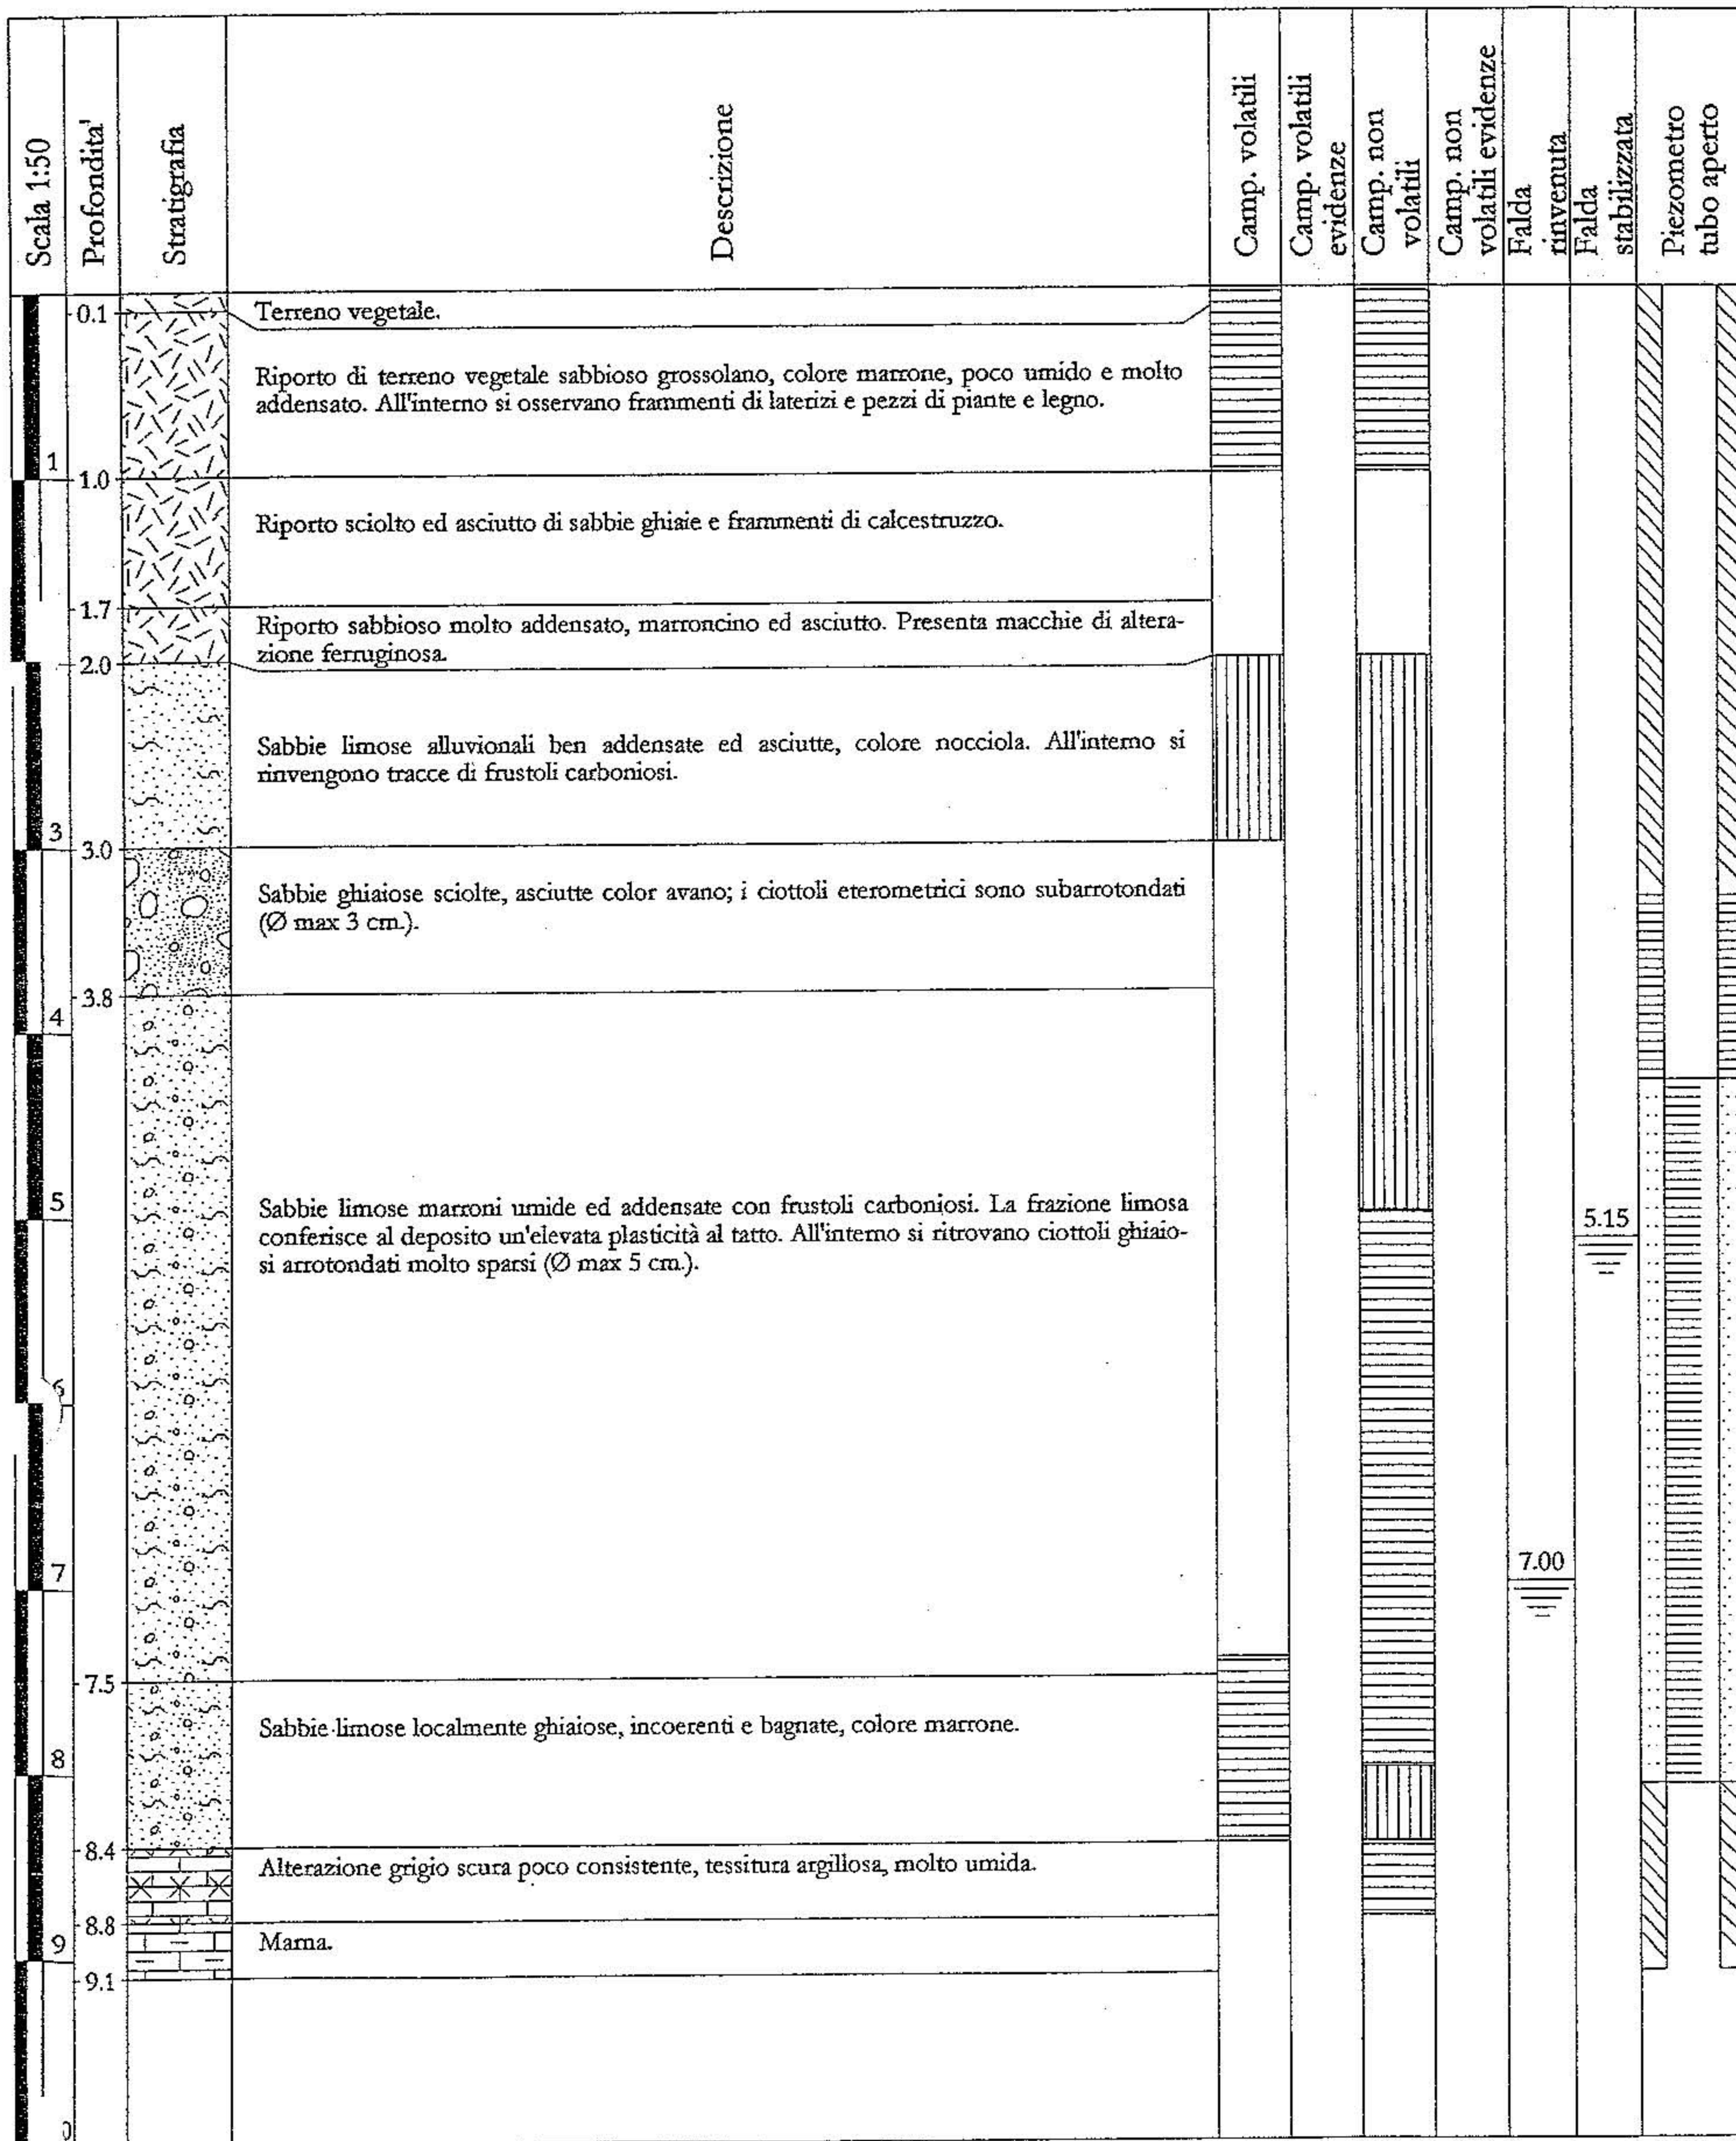 Scala 1:50
Profondita'
Stratigrafia
Descrizione
Camp. volatili
Camp. volatili
evidenze
Camp. non
volatili
Camp. non
volatili evidenze
Falda
rinvenuta
Falda
stabilizzata
Piezometro
tubo aperto
0.1
Terreno vegetale.
Riporto di terreno vegetale sabbioso grossolano, colore marrone, poco umido e molto
addensato. All'interno si osservano frammenti di laterizi e pezzi di piante e legno.
1
1.0
Riporto sciolto ed asciutto di sabbie ghiaie e frammenti di calcestruzzo.
1.7
Riporto sabbioso molto addensato, marroncino ed asciutto. Presenta macchie di altera-
zione ferruginosa.
2.0
Sabbie limose alluvionali ben addensate ed asciutte, colore nocciola. All'interno si
rinvengono tracce di frustoli carboniosi.
3
3.0
Sabbie ghiaiose sciolte, asciutte color avano; i ciottoli eterometrici sono subarrotondati
(Ø max 3 cm.).
3.8
4
5
Sabbie limose marroni umide ed addensate con frustoli carboniosi. La frazione limosa
conferisce al deposito un'elevata plasticità al tatto. All'interno si ritrovano ciottoli ghiaio-
si arrotondati molto sparsi (Ø max 5 cm.).
5.15
6
7
7.00
7.5
Sabbie limose localmente ghiaiose, incoerenti e bagnate, colore marrone.
8
8.4
Alterazione grigio scura poco consistente, tessitura argillosa, molto umida.
8.8
Marna.
9
9.1